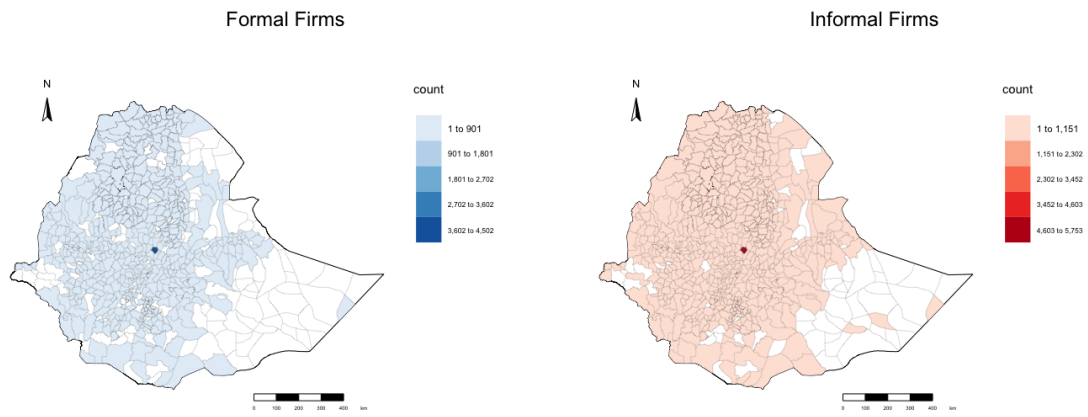 Formal Firms
N
count
1 to 901
901 to 1,801
1,801 to 2,702
2,702 to 3,602
3,602 to 4,502
0 100 200 300 400 km
Informal Firms
N
count
1 to 1,151
1,151 to 2,302
2,302 to 3,452
3,452 to 4,603
4,603 to 5,753
0 100 200 300 400 km